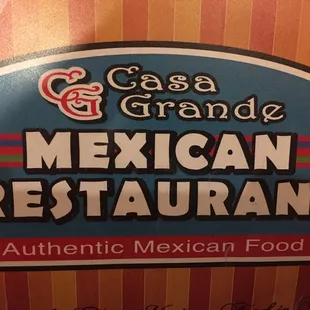 CG Casa
Grande
MEXICAN
RESTAURAN
Authentic Mexican Food